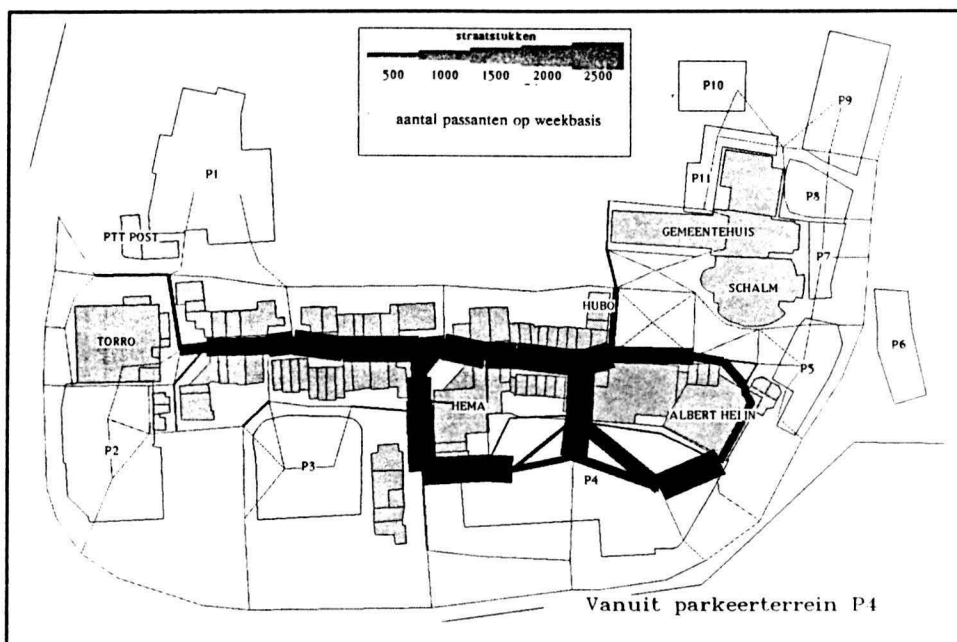 straatstukken
500 1000 1500 2000 2500
aantal passanten op weekbasis
P10
P9
P1
P11
P8
PTT POST
GEMEENTEHUIS
P7
SCHALM
HUBO
TORRO
P6
P5
HEMA
ALBERT HEIJN
P2
P3
P4
Vanuit parkeerterrein P4